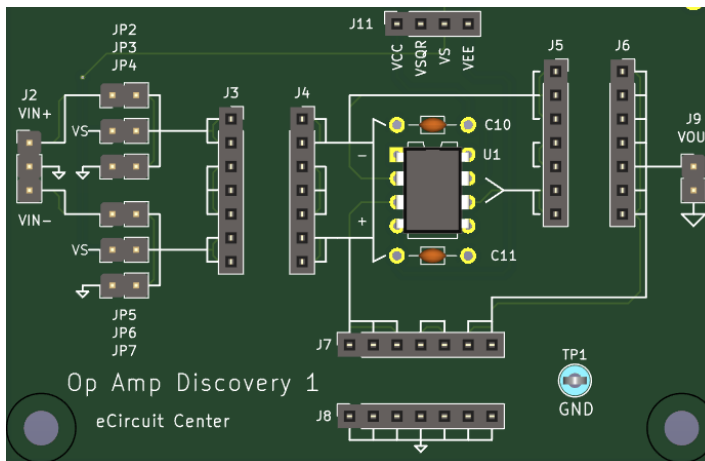 J11
VCC
VSQR
VS
VEE
JP2
JP3
JP4
J2
VIN+
VS
VIN-
VS
JP5
JP6
JP7
J3
J4
J5
J6
J9
VOU
C10
U1
-
+
C11
J7
J8
TP1
GND
Op Amp Discovery 1
eCircuit Center